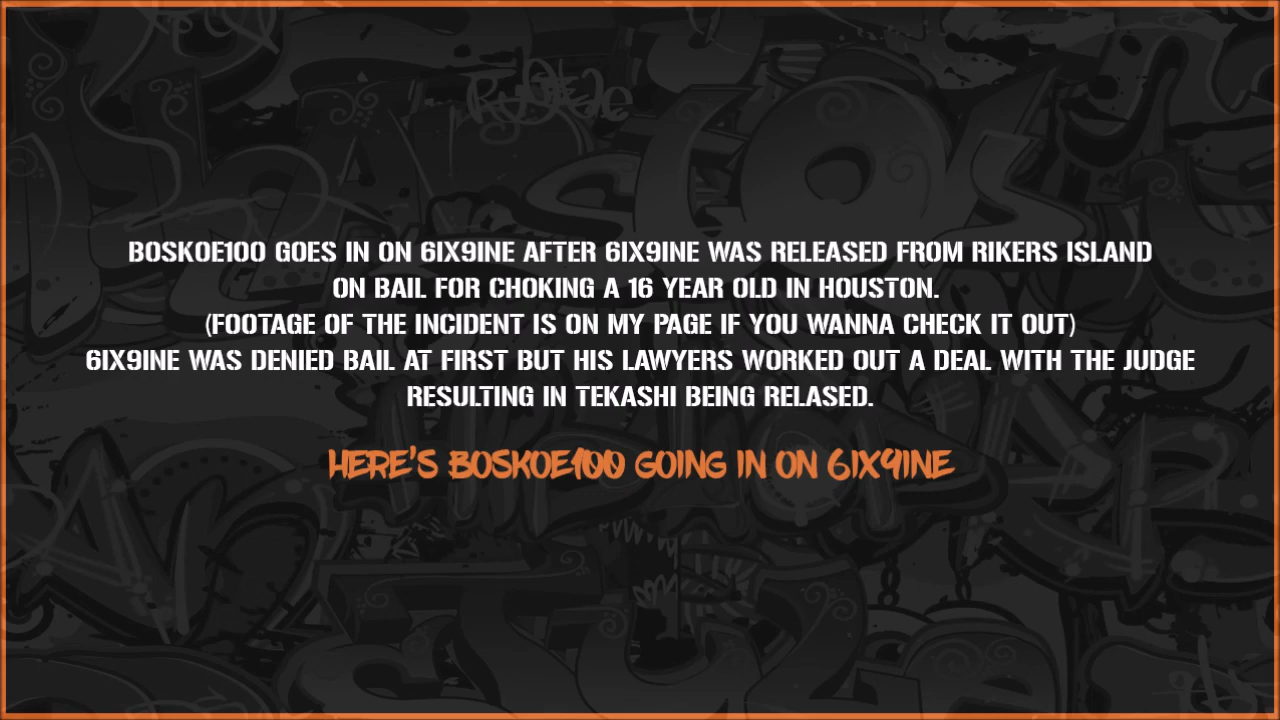 BOSKOE100 GOES IN ON 6IX9INE AFTER 6IX9INE WAS RELEASED FROM RIKERS ISLAND
ON BAIL FOR CHOKING A 16 YEAR OLD IN HOUSTON.
(FOOTAGE OF THE INCIDENT IS ON MY PAGE IF YOU WANNA CHECK IT OUT)
6IX9INE WAS DENIED BAIL AT FIRST BUT HIS LAWYERS WORKED OUT A DEAL WITH THE JUDGE
RESULTING IN TEKASHI BEING RELASED.
HERE'S BOSKOE100 GOING IN ON 6IX9INE